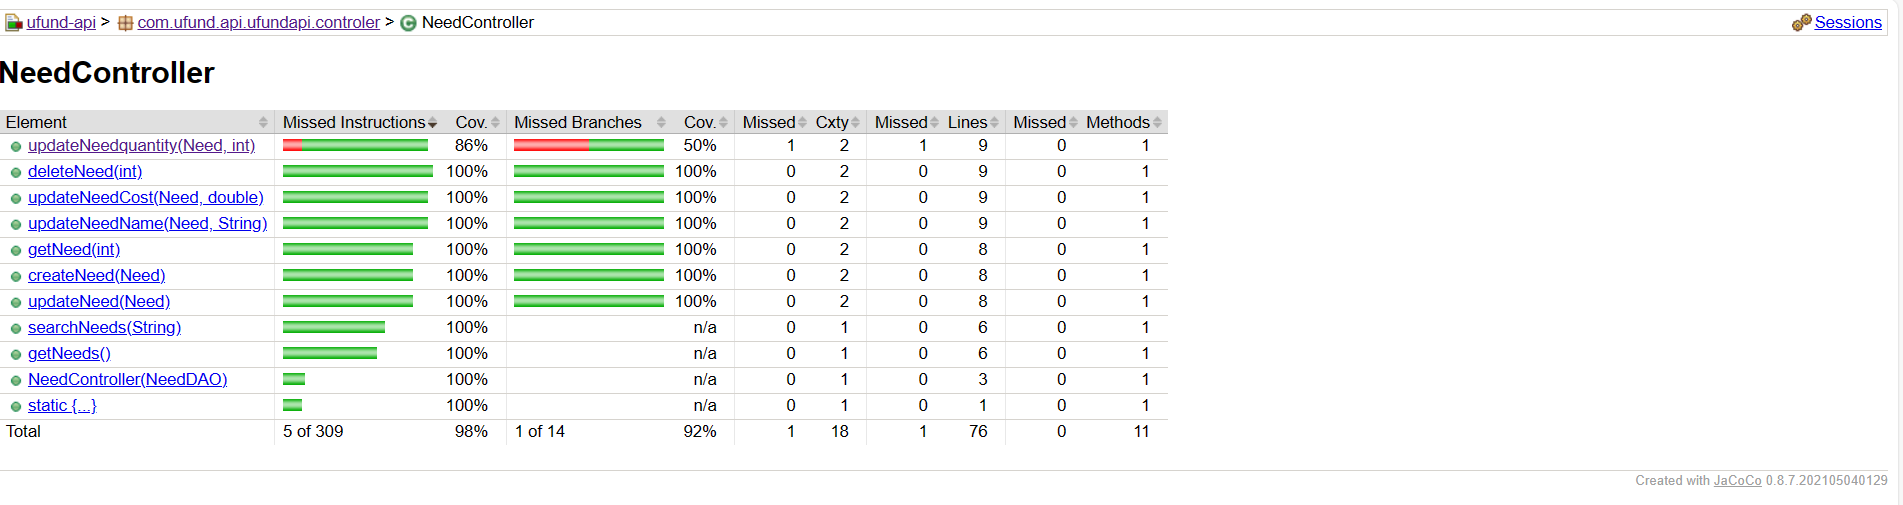 ufund-api > com.ufund.api.ufundapi.controler > NeedController Sessions
NeedController
Element Missed Instructions Cov. Missed Branches Cov. Missed Cxty Missed Lines Missed Methods
updateNeedquantity(Need, int) 86% 50% 1 2 1 9 0 1
deleteNeed(int) 100% 100% 0 2 0 9 0 1
updateNeedCost(Need, double) 100% 100% 0 2 0 9 0 1
updateNeedName(Need, String) 100% 100% 0 2 0 9 0 1
getNeed(int) 100% 100% 0 2 0 8 0 1
createNeed(Need) 100% 100% 0 2 0 8 0 1
updateNeed(Need) 100% 100% 0 2 0 8 0 1
searchNeeds(String) 100% n/a 0 1 0 6 0 1
getNeeds() 100% n/a 0 1 0 6 0 1
NeedController(NeedDAO) 100% n/a 0 1 0 3 0 1
static {...} 100% n/a 0 1 0 1 0 1
Total 5 of 309 98% 1 of 14 92% 1 18 1 76 0 11
Created with JaCoCo 0.8.7.202105040129